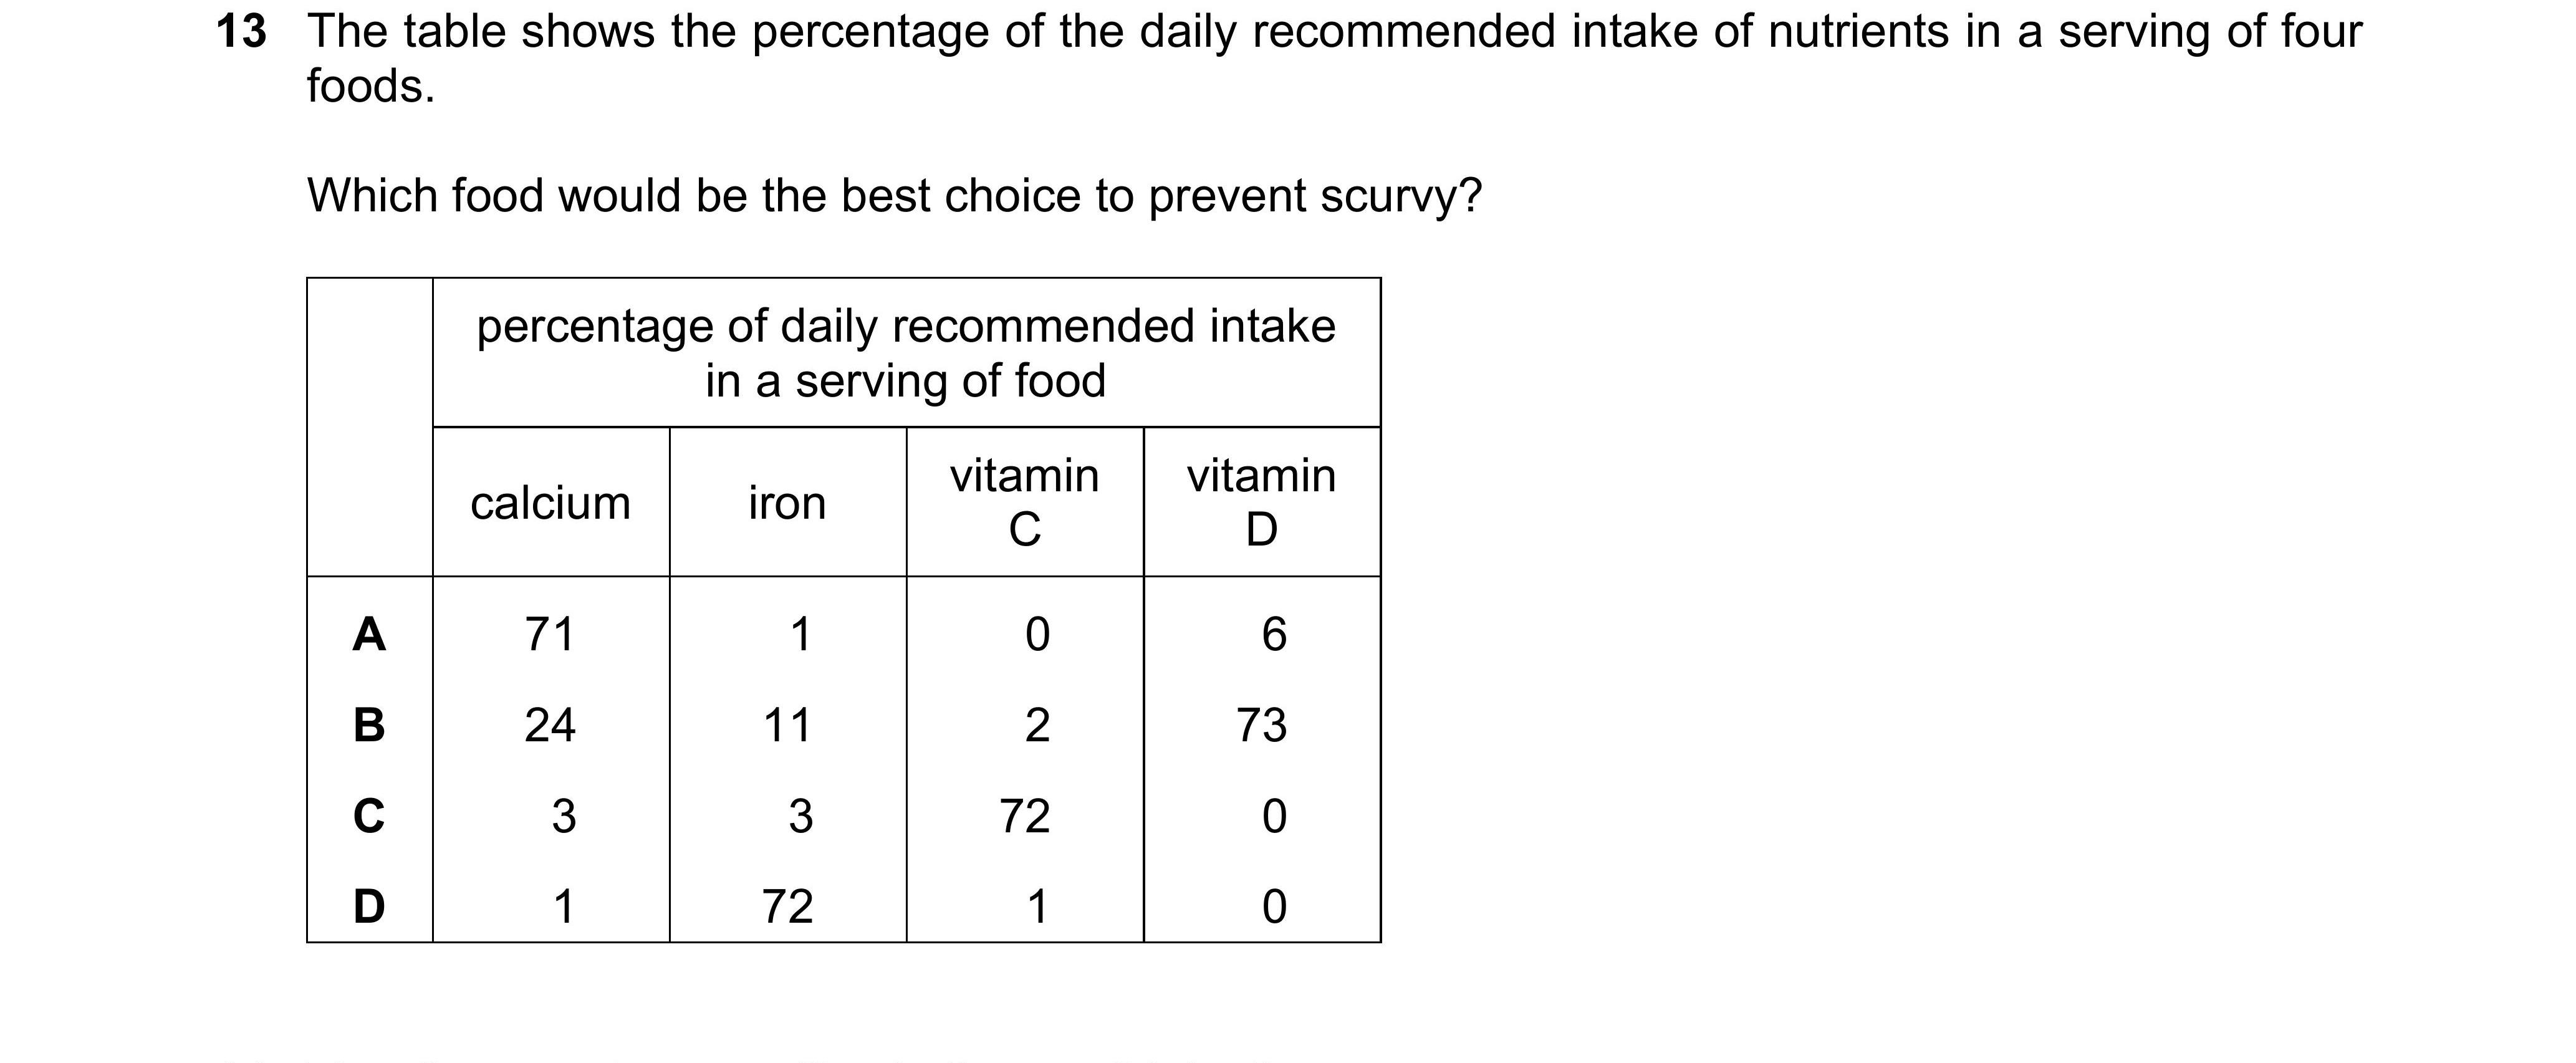 13 The table shows the percentage of the daily recommended intake of nutrients in a serving of four
foods.
Which food would be the best choice to prevent scurvy?
percentage of daily recommended intake
in a serving of food
calcium iron vitamin C vitamin D
A 71 1 0 6
B 24 11 2 73
C 3 3 72 0
D 1 72 1 0